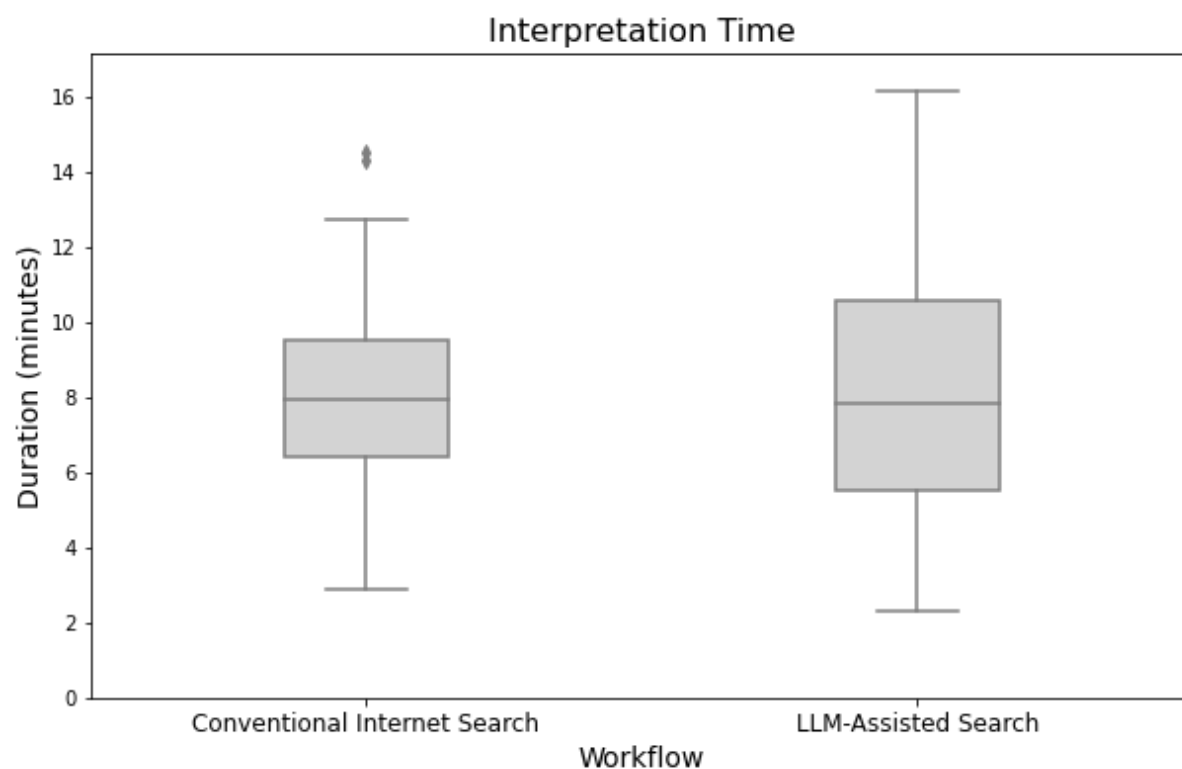 Interpretation Time
16
14
12
10
8
6
4
2
0
Duration (minutes)
Conventional Internet Search
LLM-Assisted Search
Workflow